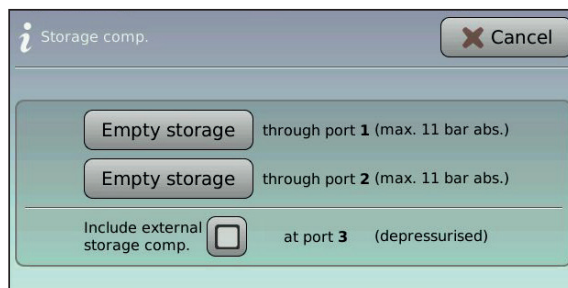 i Storage comp.
Cancel
Empty storage through port 1 (max. 11 bar abs.)
Empty storage through port 2 (max. 11 bar abs.)
Include external
storage comp. at port 3 (depressurised)